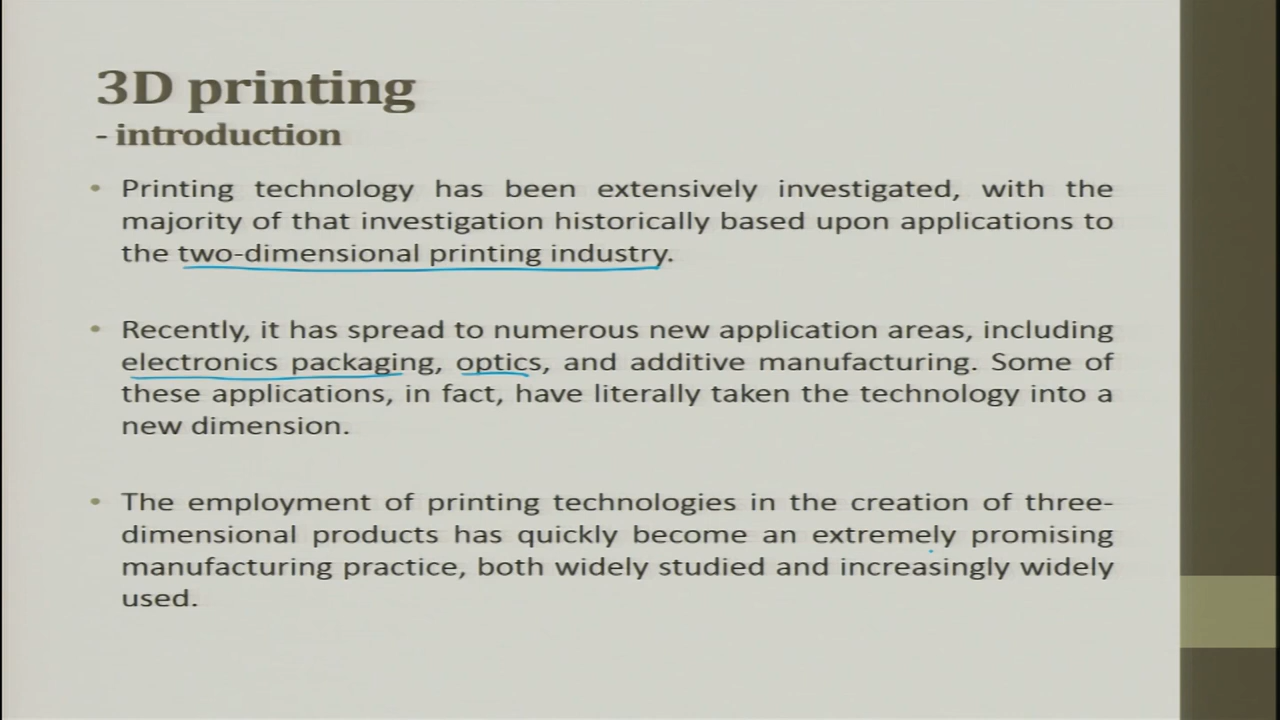 3D printing
- introduction
• Printing technology has been extensively investigated, with the
majority of that investigation historically based upon applications to
the two-dimensional printing industry.
• Recently, it has spread to numerous new application areas, including
electronics packaging, optics, and additive manufacturing. Some of
these applications, in fact, have literally taken the technology into a
new dimension.
• The employment of printing technologies in the creation of three-
dimensional products has quickly become an extremely promising
manufacturing practice, both widely studied and increasingly widely
used.